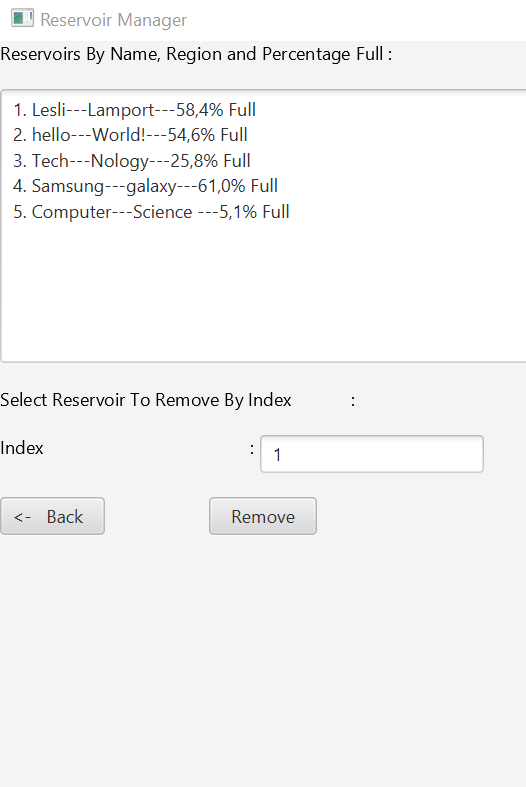 Reservoir Manager
Reservoirs By Name, Region and Percentage Full :
1. Lesli---Lamport---58,4% Full
2. hello---World!---54,6% Full
3. Tech---Nology---25,8% Full
4. Samsung---galaxy---61,0% Full
5. Computer---Science ---5,1% Full
Select Reservoir To Remove By Index :
Index : 1
<- Back Remove